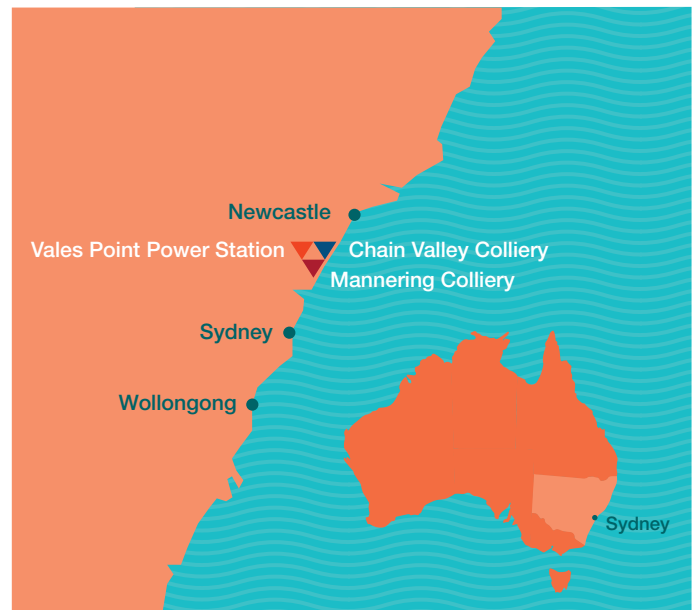 Newcastle
Vales Point Power Station
Chain Valley Colliery
Mannering Colliery
Sydney
Wollongong
Sydney